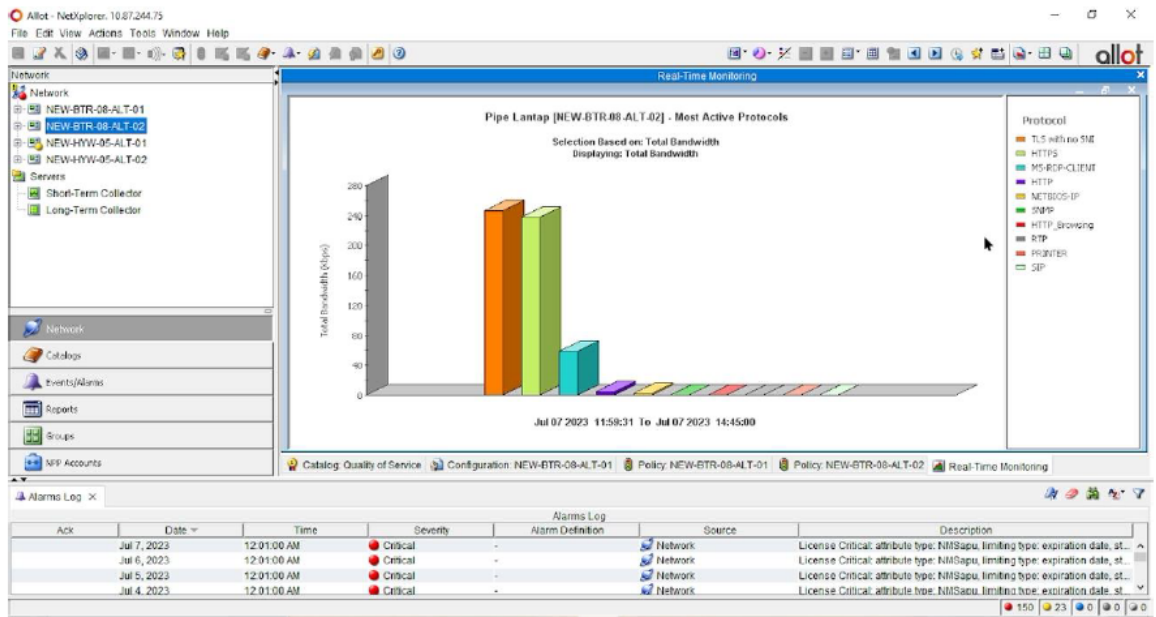 Allot - NetXplorer. 10.87.244.75
File Edit View Actions Tools Window Help
allot
Network
Network
NEW-BTR-08-ALT-01
NEW-BTR-08-ALT-02
NEW-HYW-05-ALT-01
NEW-HYW-05-ALT-02
Servers
Short-Term Collector
Long-Term Collector
Network
Catalogs
Events/Alarms
Reports
Groups
NPP Accounts
Real-Time Monitoring
Pipe Lantap [NEW-BTR-08-ALT-02] - Most Active Protocols
Selection Based on: Total Bandwidth
Displaying: Total Bandwidth
Total Bandwidth (Kbps)
280
240
200
160
120
80
40
0
Jul 07 2023 11:59:31 To Jul 07 2023 14:45:00
Protocol
TLS with no SNI
HTTPS
MS-RDP-CLIENT
HTTP
NETBIOS-IP
SNMP
HTTP_Browsing
RTP
PRINTER
SIP
Catalog: Quality of Service Configuration: NEW-BTR-08-ALT-01 Policy: NEW-BTR-08-ALT-01 Policy: NEW-BTR-08-ALT-02 Real-Time Monitoring
Alarms Log
Alarms Log
Ack Date Time Severity Alarm Definition Source Description
Jul 7, 2023 12:01:00 AM Critical - Network License Critical: attribute type: NMSapu, limiting type: expiration date, st...
Jul 6, 2023 12:01:00 AM Critical - Network License Critical: attribute type: NMSapu, limiting type: expiration date, st...
Jul 5, 2023 12:01:00 AM Critical - Network License Critical: attribute type: NMSapu, limiting type: expiration date, st...
Jul 4, 2023 12:01:00 AM Critical - Network License Critical: attribute type: NMSapu, limiting type: expiration date, st...
150 23 0 0 0